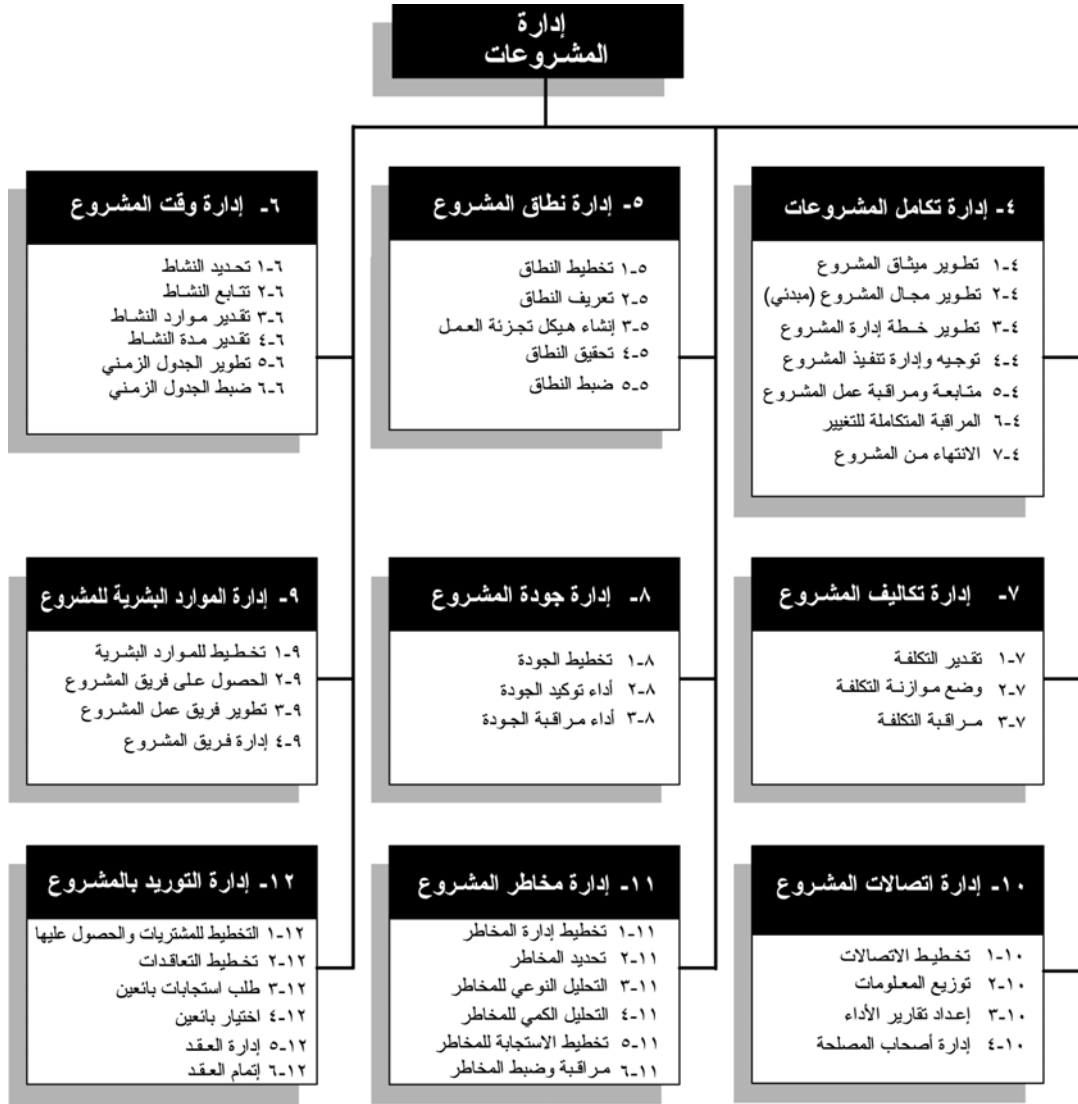 إدارة
المشروعات
٤- إدارة تكامل المشروعات
٤-١ تطوير ميثاق المشروع
٤-٢ تطوير مجال المشروع (مبدئي)
٤-٣ تطوير خطة إدارة المشروع
٤-٤ توجيه وإدارة تنفيذ المشروع
٤-٥ متابعة ومراقبة عمل المشروع
٤-٦ المراقبة المتكاملة للتغيير
٤-٧ الانتهاء من المشروع
٥- إدارة نطاق المشروع
٥-١ تخطيط النطاق
٥-٢ تعريف النطاق
٥-٣ إنشاء هيكل تجزئة العمل
٥-٤ تحقيق النطاق
٥-٥ ضبط النطاق
٦- إدارة وقت المشروع
٦-١ تحديد النشاط
٦-٢ تتابع النشاط
٦-٣ تقدير موارد النشاط
٦-٤ تقدير مدة النشاط
٦-٥ تطوير الجدول الزمني
٦-٦ ضبط الجدول الزمني
٧- إدارة تكاليف المشروع
٧-١ تقدير التكلفة
٧-٢ وضع موازنة التكلفة
٧-٣ مراقبة التكلفة
٨- إدارة جودة المشروع
٨-١ تخطيط الجودة
٨-٢ أداء توكيد الجودة
٨-٣ أداء مراقبة الجودة
٩- إدارة الموارد البشرية للمشروع
٩-١ تخطيط للموارد البشرية
٩-٢ الحصول على فريق المشروع
٩-٣ تطوير فريق عمل المشروع
٩-٤ إدارة فريق المشروع
١٠- إدارة اتصالات المشروع
١٠-١ تخطيط الاتصالات
١٠-٢ توزيع المعلومات
١٠-٣ إعداد تقارير الأداء
١٠-٤ إدارة أصحاب المصلحة
١١- إدارة مخاطر المشروع
١١-١ تخطيط إدارة المخاطر
١١-٢ تحديد المخاطر
١١-٣ التحليل النوعي للمخاطر
١١-٤ التحليل الكمي للمخاطر
١١-٥ تخطيط الاستجابة للمخاطر
١١-٦ مراقبة وضبط المخاطر
١٢- إدارة التوريد بالمشروع
١٢-١ التخطيط للمشتريات والحصول عليها
١٢-٢ تخطيط التعاقدات
١٢-٣ طلب استجابات بائعين
١٢-٤ اختيار بائعين
١٢-٥ إدارة العقد
١٢-٦ إتمام العقد